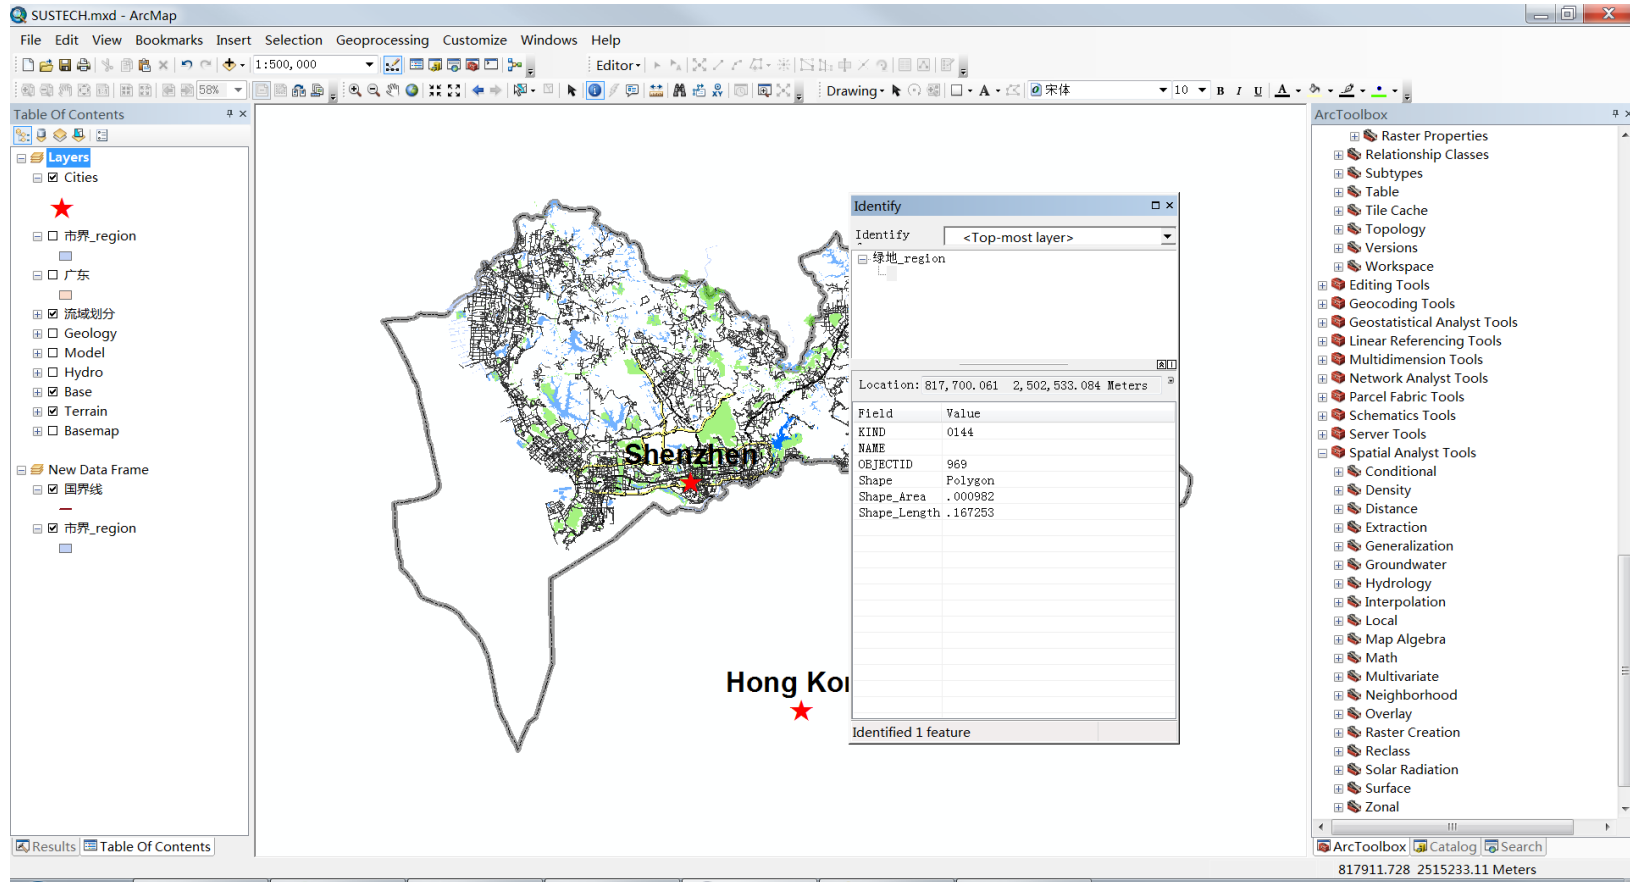 SUSTECH.mxd - ArcMap
File Edit View Bookmarks Insert Selection Geoprocessing Customize Windows Help
1:500,000
Editor
58%
Drawing
A
宋体
10
B I U A
Table Of Contents
Layers
Cities
市界_region
广东
流域划分
Geology
Model
Hydro
Base
Terrain
Basemap
New Data Frame
国界线
市界_region
Results
Table Of Contents
Shenzhen
Hong Kon
Identify
Identify
<Top-most layer>
绿地_region
Location: 817,700.061 2,502,533.084 Meters
Field Value
KIND 0144
NAME
OBJECTID 969
Shape Polygon
Shape_Area .000982
Shape_Length .167253
Identified 1 feature
ArcToolbox
Raster Properties
Relationship Classes
Subtypes
Table
Tile Cache
Topology
Versions
Workspace
Editing Tools
Geocoding Tools
Geostatistical Analyst Tools
Linear Referencing Tools
Multidimension Tools
Network Analyst Tools
Parcel Fabric Tools
Schematics Tools
Server Tools
Spatial Analyst Tools
Conditional
Density
Distance
Extraction
Generalization
Groundwater
Hydrology
Interpolation
Local
Map Algebra
Math
Multivariate
Neighborhood
Overlay
Raster Creation
Reclass
Solar Radiation
Surface
Zonal
ArcToolbox
Catalog
Search
817911.728 2515233.11 Meters